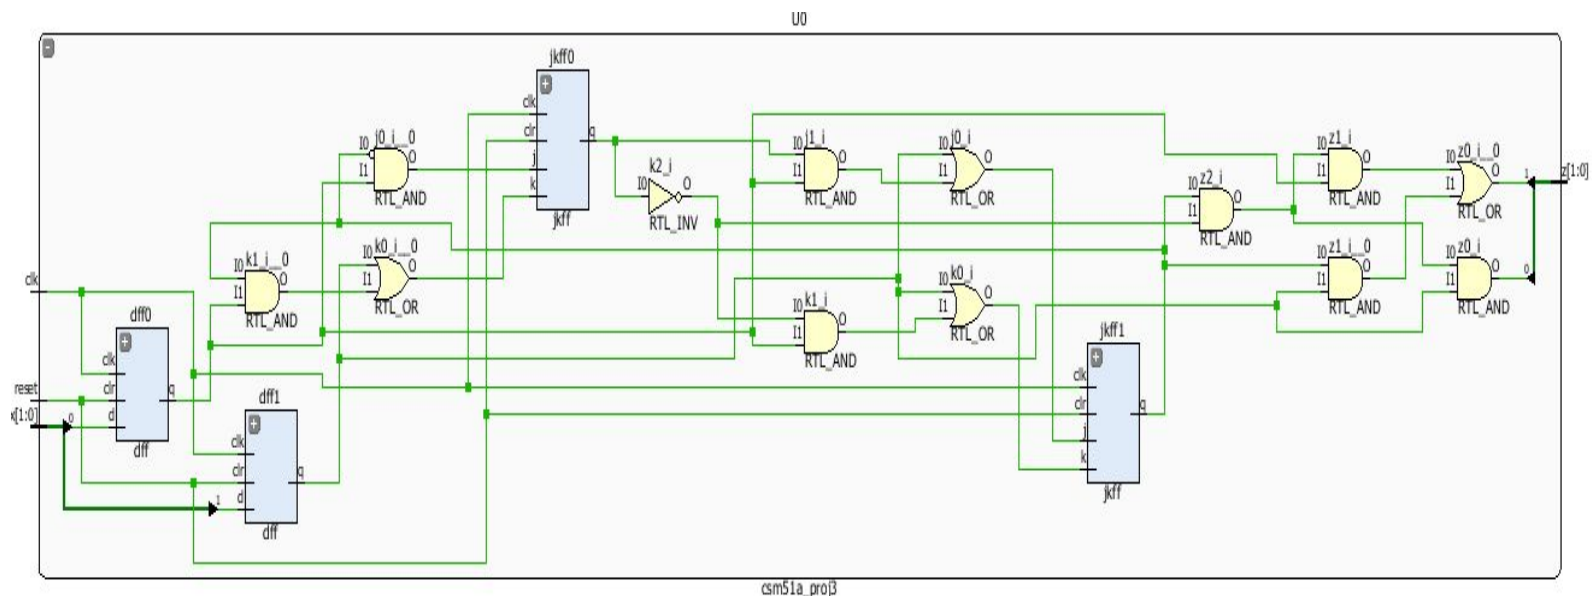 U0
jkff0
clk
clr
j
k
q
jkff
I0
I1
j0_i__0
O
RTL_AND
k2_i
I0
O
RTL_INV
I0
I1
j1_i
O
RTL_AND
I0
I1
j0_i
O
RTL_OR
I0
I1
z2_i
O
RTL_AND
I0
I1
z1_i
O
RTL_AND
I0
I1
z0_i__0
O
RTL_OR
1
z[1:0]
0
I0
I1
k1_i__0
O
RTL_AND
I0
I1
k0_i__0
O
RTL_OR
I0
I1
k0_i
O
RTL_OR
I0
I1
k1_i
O
RTL_AND
I0
I1
z1_i__0
O
RTL_AND
I0
I1
z0_i
O
RTL_AND
clk
reset
x[1:0]
0
dff0
clk
clr
d
q
dff
1
dff1
clk
clr
d
q
dff
jkff1
clk
clr
j
k
q
jkff
csm51a_proj3